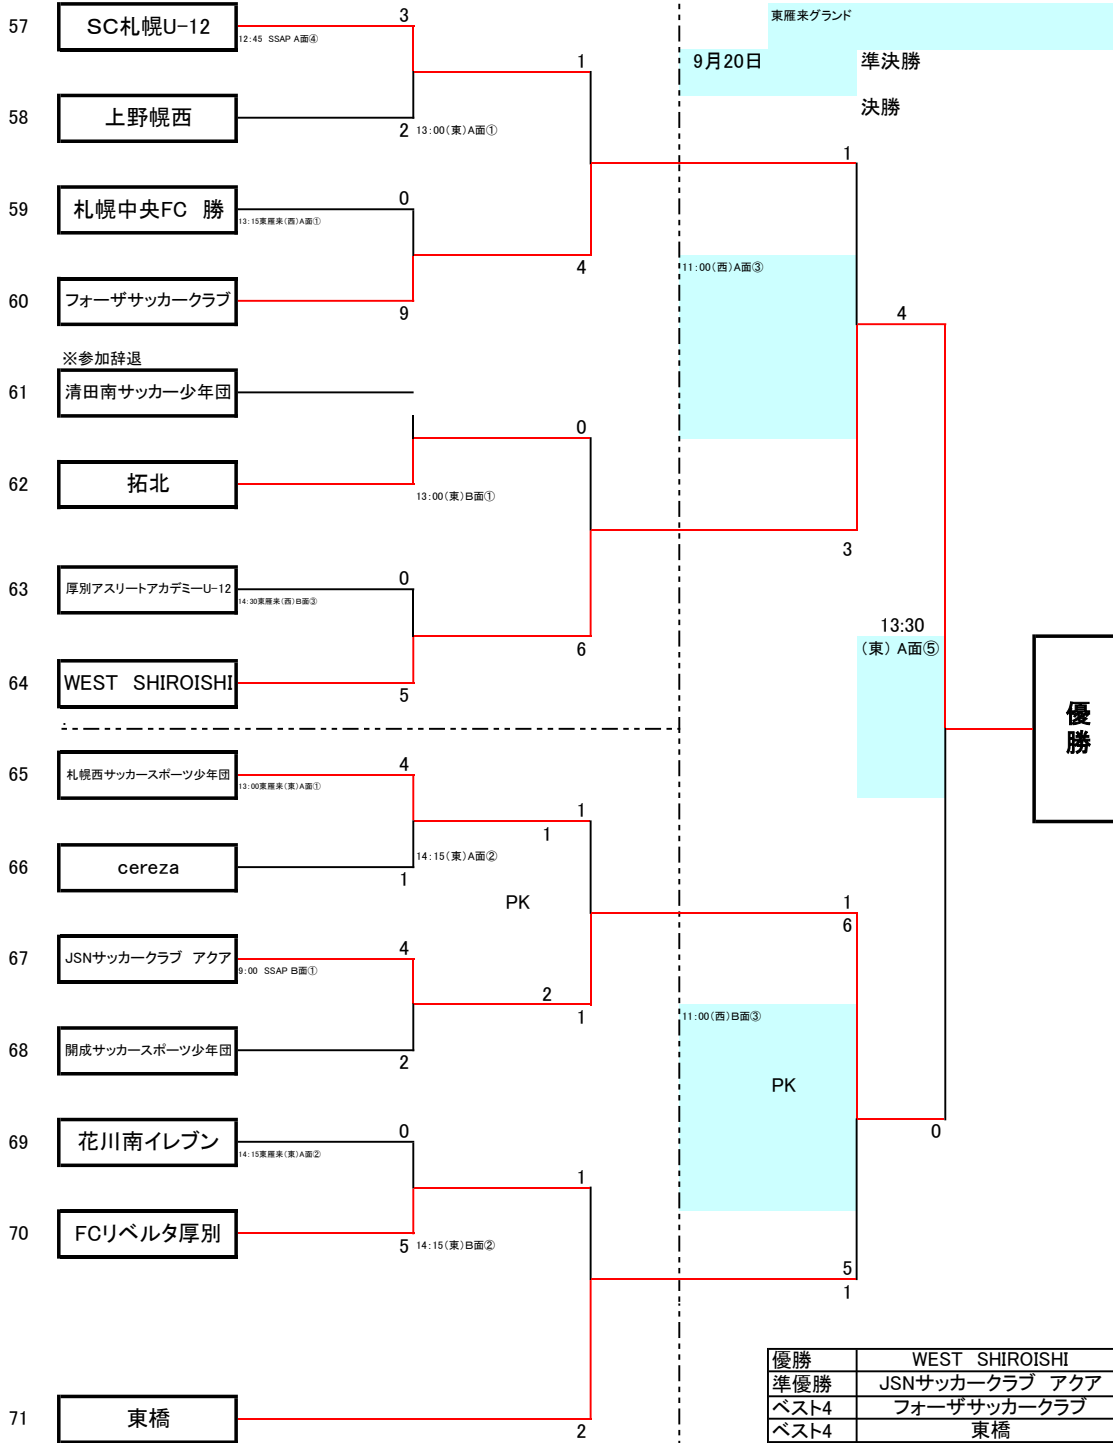 57 SC札幌U-12 3
12:45 SSAP A面④
1
58 上野幌西 2
13:00(東)A面①
59 札幌中央FC 勝 0
13:15東雁来(西)A面①
4
60 フォーザサッカークラブ 9
※参加辞退
61 清田南サッカー少年団
0
62 拓北
13:00(東)B面①
63 厚別アスリートアカデミーU-12 0
14:30東雁来(西)B面③
6
64 WEST SHIROISHI 5
65 札幌西サッカースポーツ少年団 4
13:00東雁来(東)A面①
1
1
66 cereza 1
14:15(東)A面②
PK
67 JSNサッカークラブ アクア 4
9:00 SSAP B面①
2
1
68 開成サッカースポーツ少年団 2
69 花川南イレブン 0
14:15東雁来(東)A面②
1
70 FCリベルタ厚別 5
14:15(東)B面②
71 東橋 2
東雁来グランド
9月20日 準決勝
決勝
1
11:00(西)A面③
4
3
13:30
(東) A面⑤
優勝
1
6
11:00(西)B面③
PK
0
5
1
優勝 WEST SHIROISHI
準優勝 JSNサッカークラブ アクア
ベスト4 フォーザサッカークラブ
ベスト4 東橋